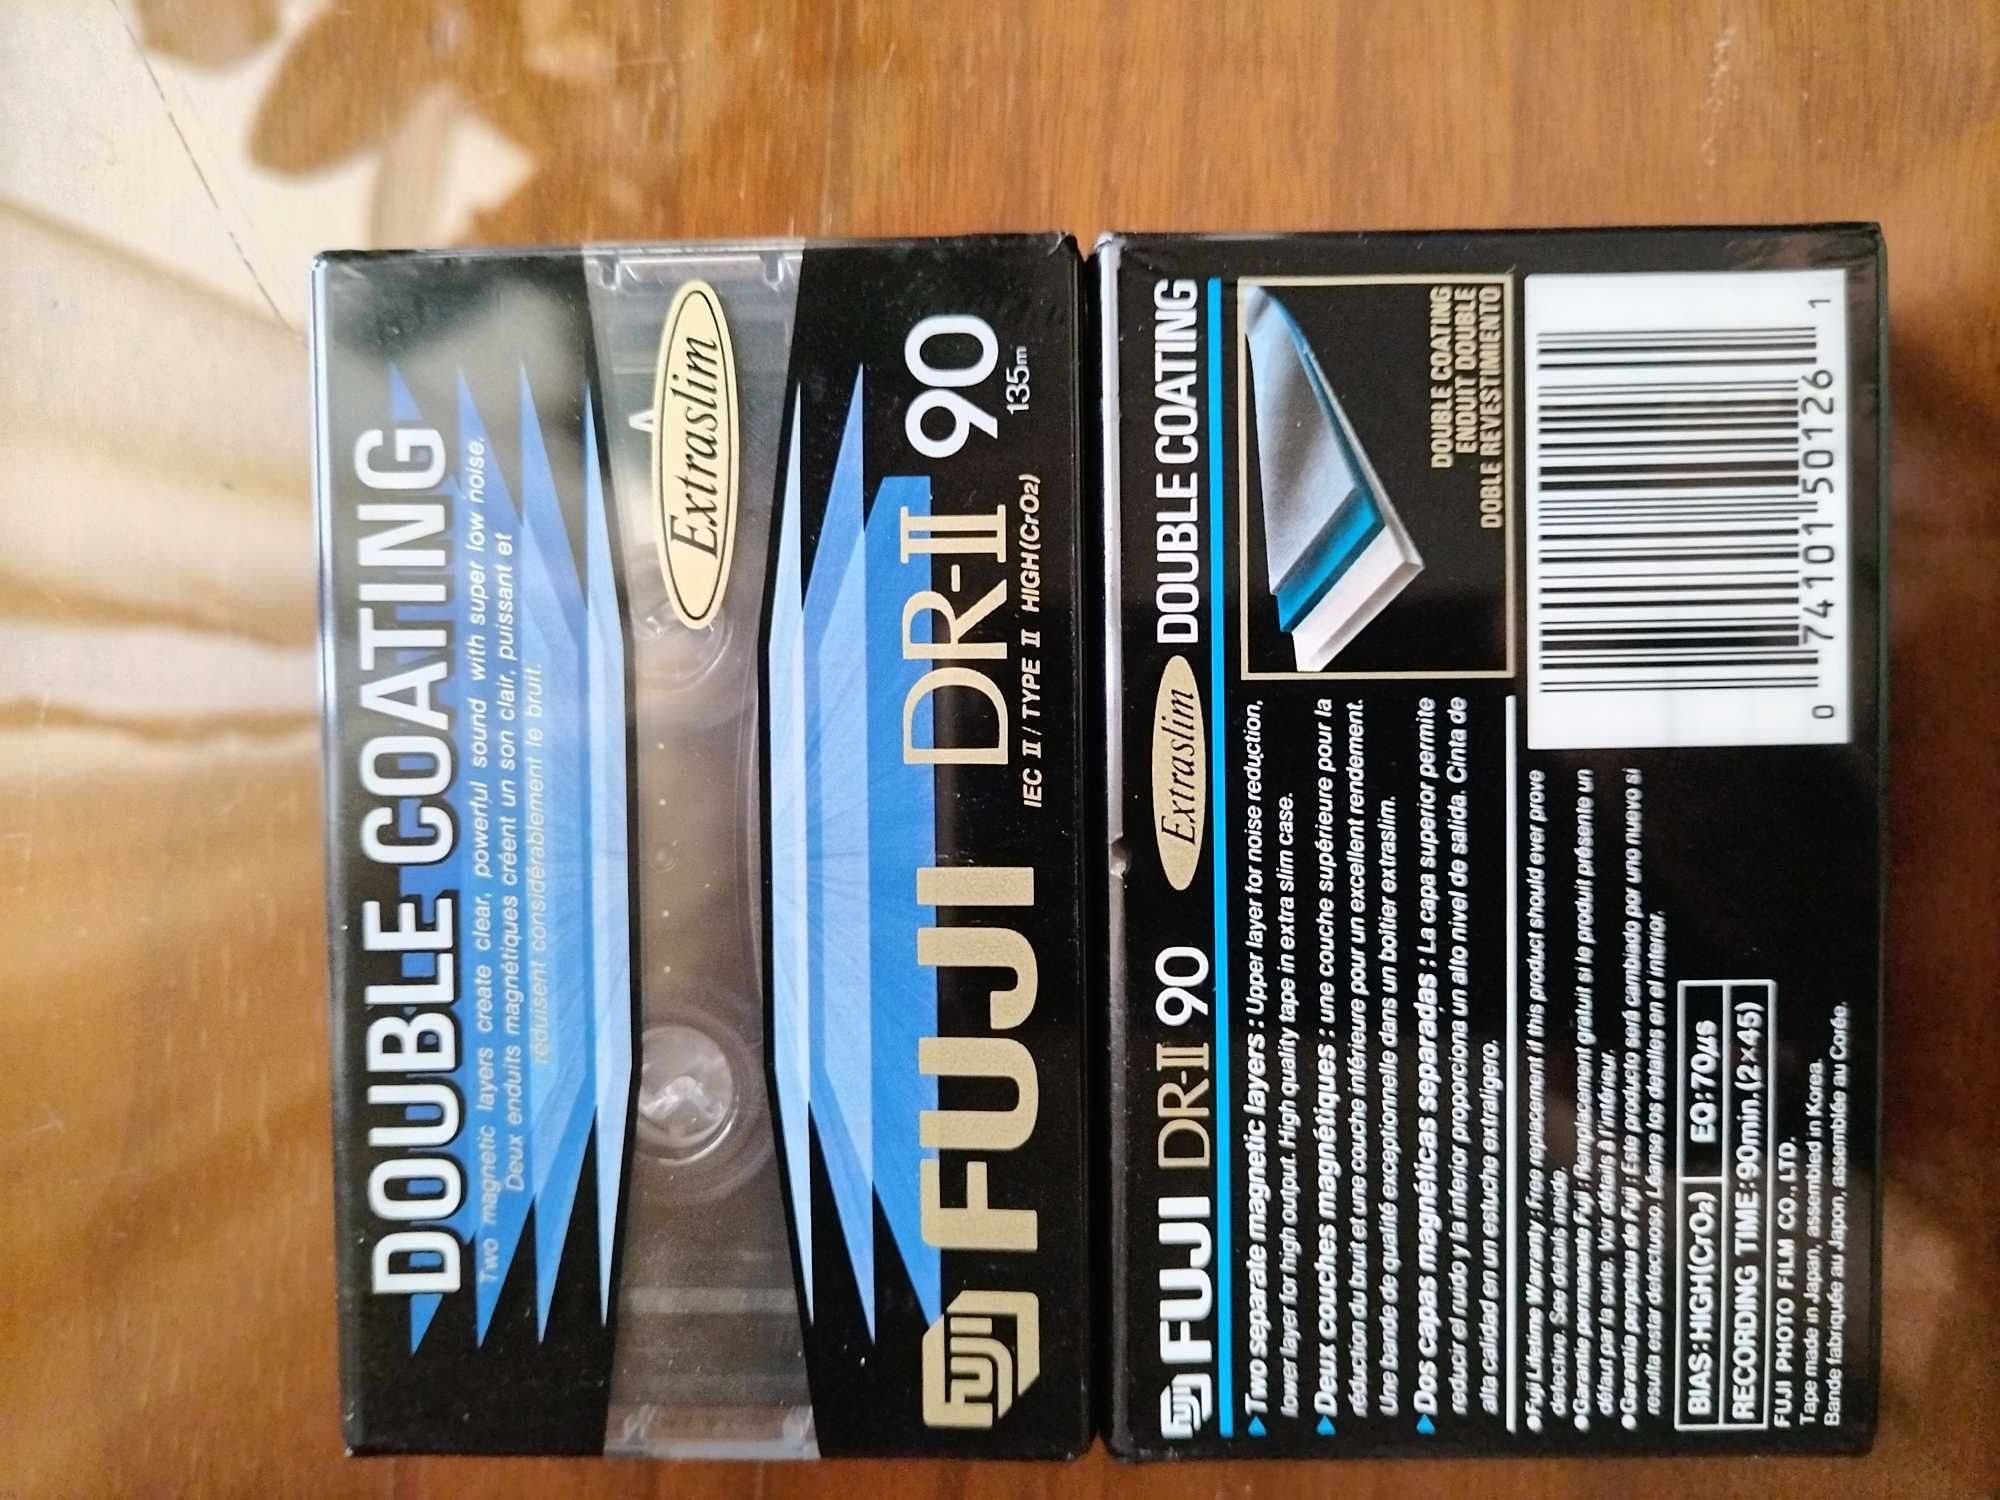 DOUBLE COATING
Two magnetic layers create clear, powerful sound with super low noise.
Deux enduits magnétiques créent un son clair, puissant et
réduisent considérablement le bruit.
A
Extraslim
FUJI
FUJI DR-II 90
IEC II / TYPE II HIGH(CrO2)
135m
FUJI
FUJI DR-II 90 Extraslim DOUBLE COATING
Two separate magnetic layers : Upper layer for noise reduction,
lower layer for high output. High quality tape in extra slim case.
Deux couches magnétiques : une couche supérieure pour la
réduction du bruit et une couche inférieure pour un excellent rendement.
Une bande de qualité exceptionnelle dans un boîtier extraslim.
Dos capas magnéticas separadas : La capa superior permite
reducir el ruido y la inferior proporciona un alto nivel de salida. Cinta de
alta calidad en un estuche extraligero.
DOUBLE COATING
ENDUIT DOUBLE
DOBLE REVESTIMIENTO
●Fuji Lifetime Warranty : Free replacement if this product should ever prove
defective. See details inside.
●Garantie permanente Fuji : Remplacement gratuit si le produit présente un
défaut par la suite. Voir détails à l'intérieur.
●Garantía perpetua de Fuji : Este producto será cambiado por uno nuevo si
resulta estar defectuoso. Léanse los detalles en el interior.
BIAS:HIGH(CrO2) EQ:70μs
RECORDING TIME:90min.(2×45)
FUJI PHOTO FILM CO., LTD.
Tape made in Japan, assembled in Korea.
Bande fabriquée au Japon, assemblée au Corée.
0 74101 50126 1